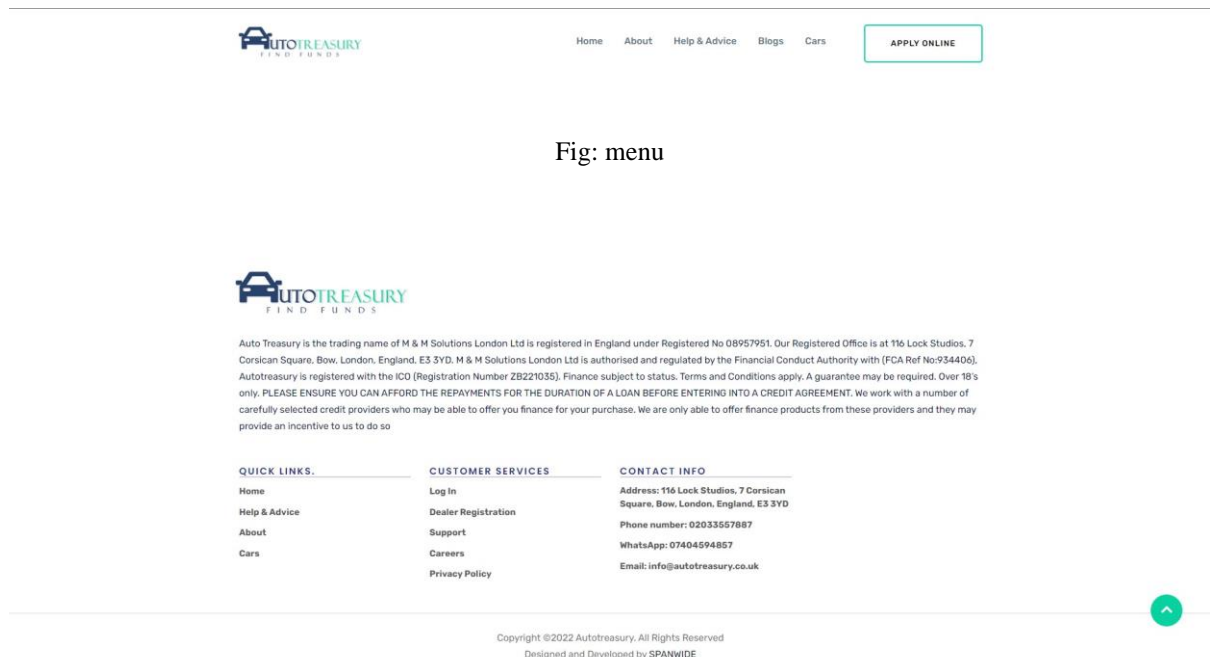 AUTOTREASURY
FIND FUNDS
Home About Help & Advice Blogs Cars APPLY ONLINE
Fig: menu
AUTOTREASURY
FIND FUNDS
Auto Treasury is the trading name of M & M Solutions London Ltd is registered in England under Registered No 08957951. Our Registered Office is at 116 Lock Studios, 7
Corsican Square, Bow, London, England, E3 3YD. M & M Solutions London Ltd is authorised and regulated by the Financial Conduct Authority with (FCA Ref No:934406),
Autotreasury is registered with the ICO (Registration Number ZB221035). Finance subject to status. Terms and Conditions apply. A guarantee may be required. Over 18's
only. PLEASE ENSURE YOU CAN AFFORD THE REPAYMENTS FOR THE DURATION OF A LOAN BEFORE ENTERING INTO A CREDIT AGREEMENT. We work with a number of
carefully selected credit providers who may be able to offer you finance for your purchase. We are only able to offer finance products from these providers and they may
provide an incentive to us to do so
QUICK LINKS.
Home
Help & Advice
About
Cars
CUSTOMER SERVICES
Log In
Dealer Registration
Support
Careers
Privacy Policy
CONTACT INFO
Address: 116 Lock Studios, 7 Corsican
Square, Bow, London, England, E3 3YD
Phone number: 02033557887
WhatsApp: 07404594857
Email: info@autotreasury.co.uk
Copyright ©2022 Autotreasury. All Rights Reserved
Designed and Developed by SPANWIDE